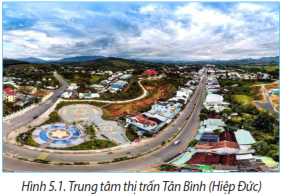 Hình 5.1. Trung tâm thị trấn Tân Bình (Hiệp Đức)